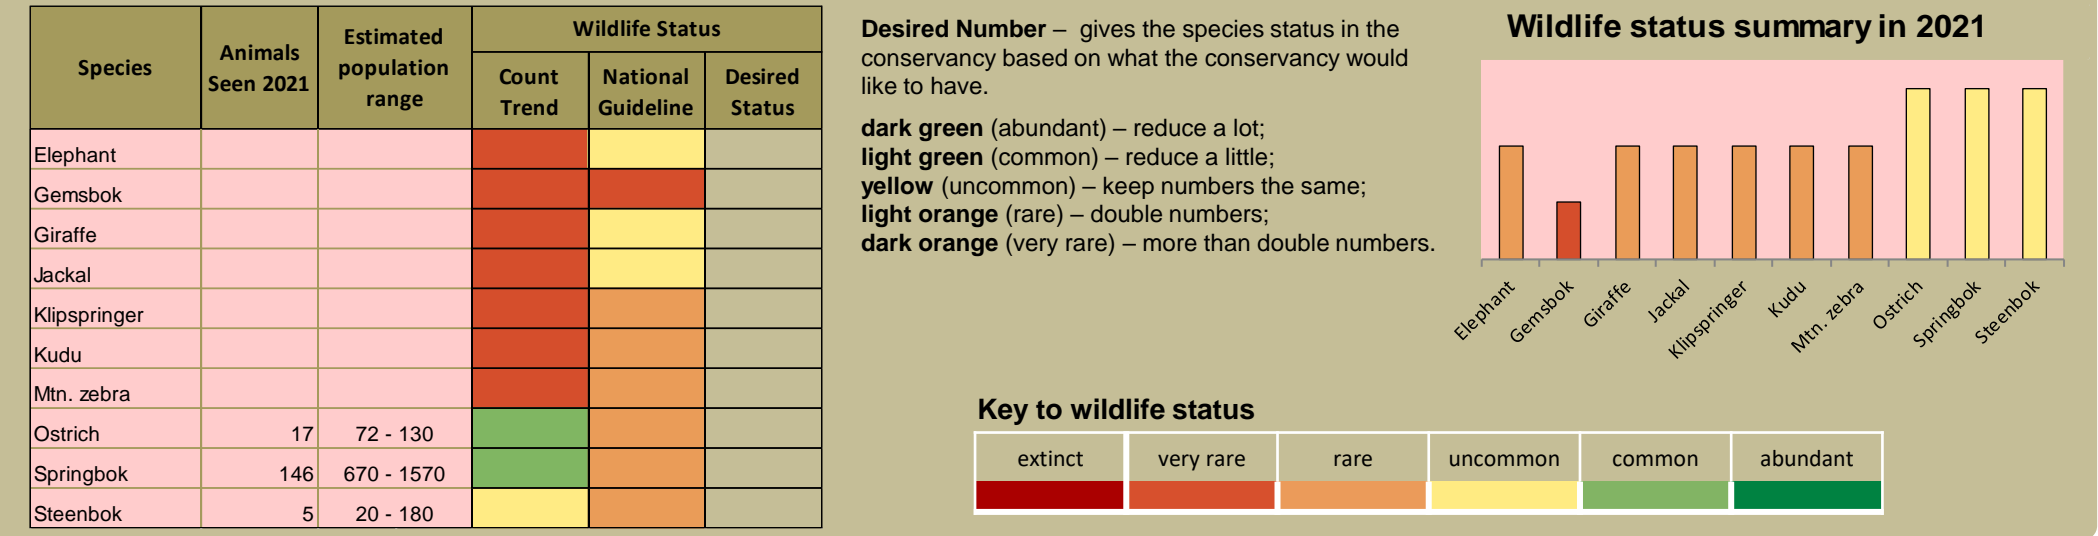 Species
Animals
Seen 2021
Estimated
population
range
Wildlife Status
Count
Trend
National
Guideline
Desired
Status
Elephant
Gemsbok
Giraffe
Jackal
Klipspringer
Kudu
Mtn. zebra
Ostrich 17 72 - 130
Springbok 146 670 - 1570
Steenbok 5 20 - 180
Desired Number – gives the species status in the
conservancy based on what the conservancy would
like to have.
dark green (abundant) – reduce a lot;
light green (common) – reduce a little;
yellow (uncommon) – keep numbers the same;
light orange (rare) – double numbers;
dark orange (very rare) – more than double numbers.
Wildlife status summary in 2021
Elephant
Gemsbok
Giraffe
Jackal
Klipspringer
Kudu
Mtn. zebra
Ostrich
Springbok
Steenbok
Key to wildlife status
extinct very rare rare uncommon common abundant